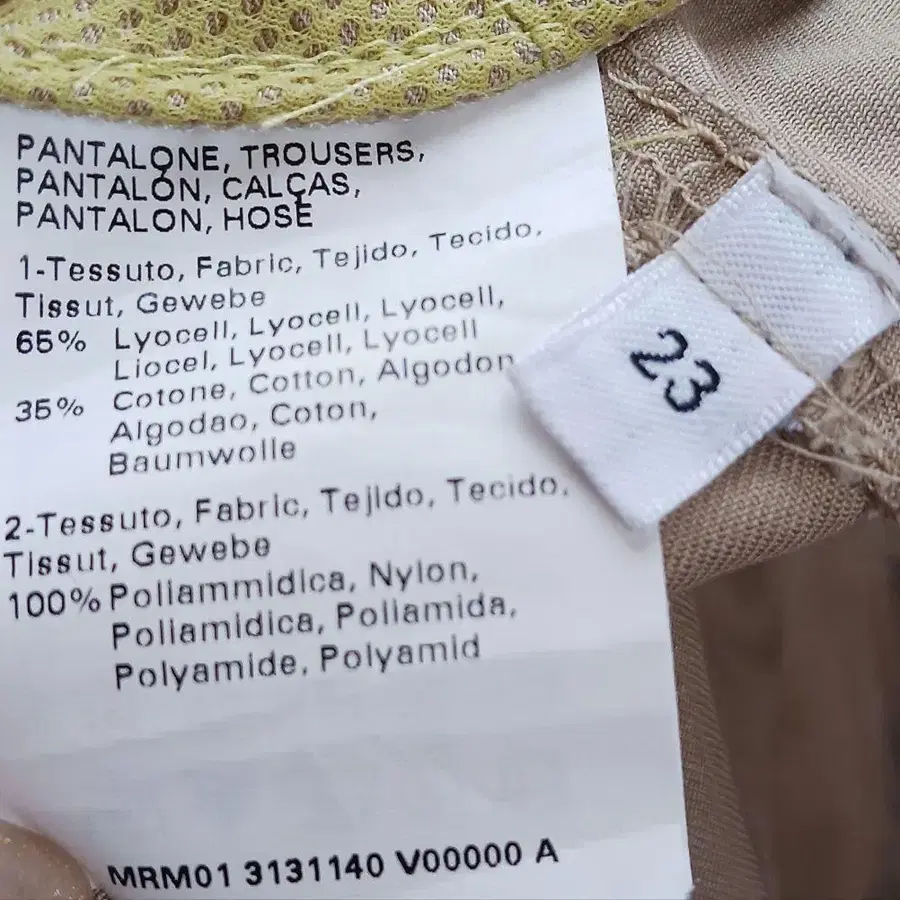 PANTALONE, TROUSERS,
PANTALÓN, CALÇAS,
PANTALON, HOSE
1-Tessuto, Fabric, Tejido, Tecido,
Tissut, Gewebe
65% Lyocell, Lyocell, Lyocell,
Liocel, Lyocell, Lyocell
35% Cotone, Cotton, Algodon
Algodao, Coton,
Baumwolle
2-Tessuto, Fabric, Tejido, Tecido,
Tissut, Gewebe
100% Poliammidica, Nylon,
Poliamidica, Poliamida,
Polyamide, Polyamid
MRM01 3131140 V00000 A
23